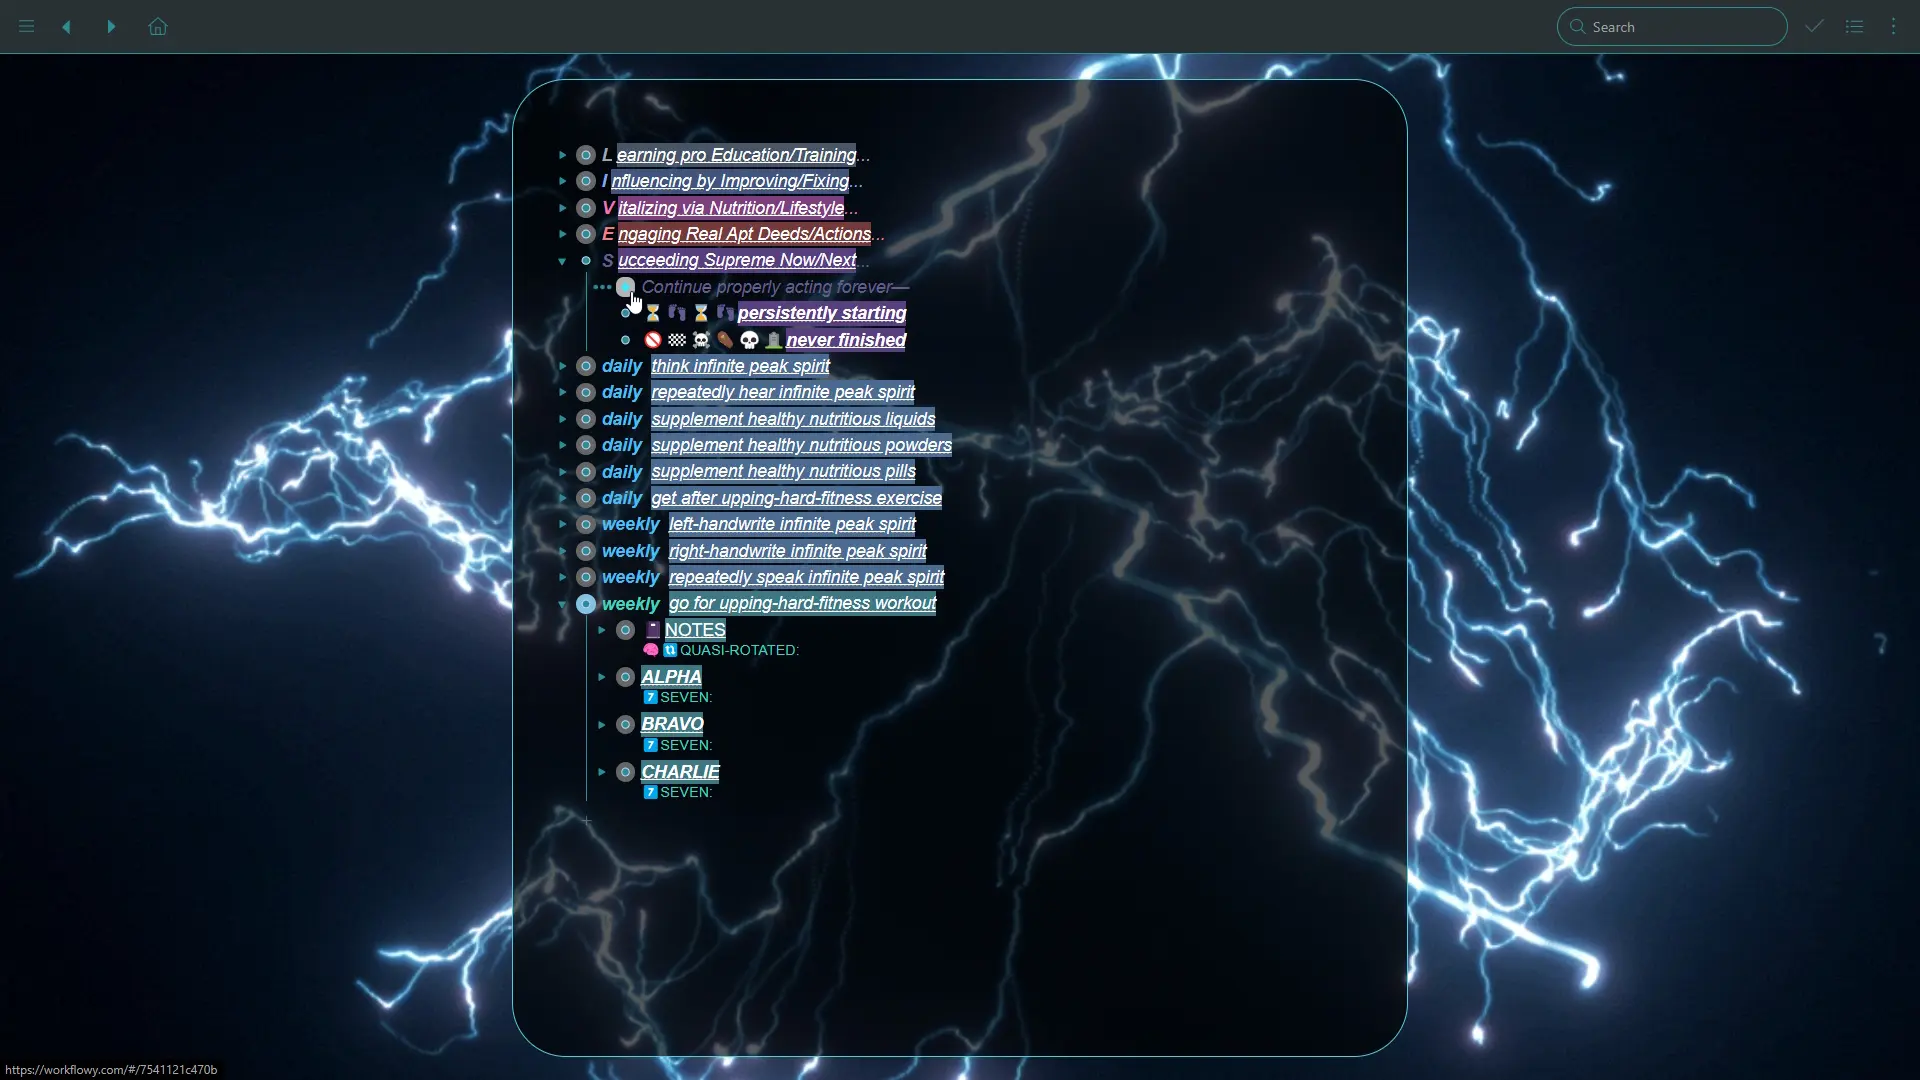 Search
L earning pro Education/Training...
I nfluencing by Improving/Fixing...
V italizing via Nutrition/Lifestyle...
E ngaging Real Apt Deeds/Actions...
S ucceeding Supreme Now/Next...
Continue properly acting forever—
⏳👣⏳👣persistently starting
🚫🏁☠️⚰️💀🪦never finished
daily think infinite peak spirit
daily repeatedly hear infinite peak spirit
daily supplement healthy nutritious liquids
daily supplement healthy nutritious powders
daily supplement healthy nutritious pills
daily get after upping-hard-fitness exercise
weekly left-handwrite infinite peak spirit
weekly right-handwrite infinite peak spirit
weekly repeatedly speak infinite peak spirit
weekly go for upping-hard-fitness workout
NOTES
🧠🔃QUASI-ROTATED:
ALPHA
7️⃣SEVEN:
BRAVO
7️⃣SEVEN:
CHARLIE
7️⃣SEVEN:
https://workflowy.com/#/7541121c470b